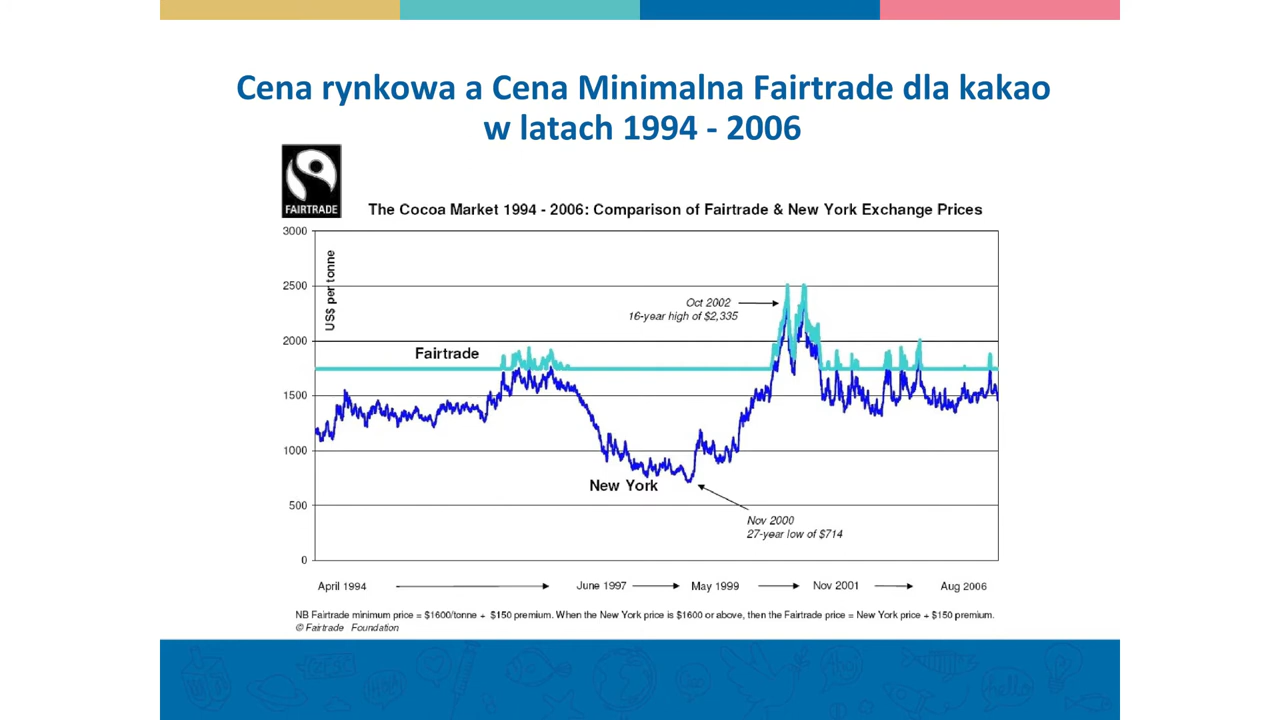 Cena rynkowa a Cena Minimalna Fairtrade dla kakao
w latach 1994 - 2006
FAIRTRADE
The Cocoa Market 1994 - 2006: Comparison of Fairtrade & New York Exchange Prices
3000
2500
2000
1500
1000
500
0
US$ per tonne
Oct 2002
16-year high of $2,335
Fairtrade
New York
Nov 2000
27-year low of $714
April 1994
June 1997
May 1999
Nov 2001
Aug 2006
NB Fairtrade minimum price = $1600/tonne + $150 premium. When the New York price is $1600 or above, then the Fairtrade price = New York price + $150 premium.
© Fairtrade Foundation
hello